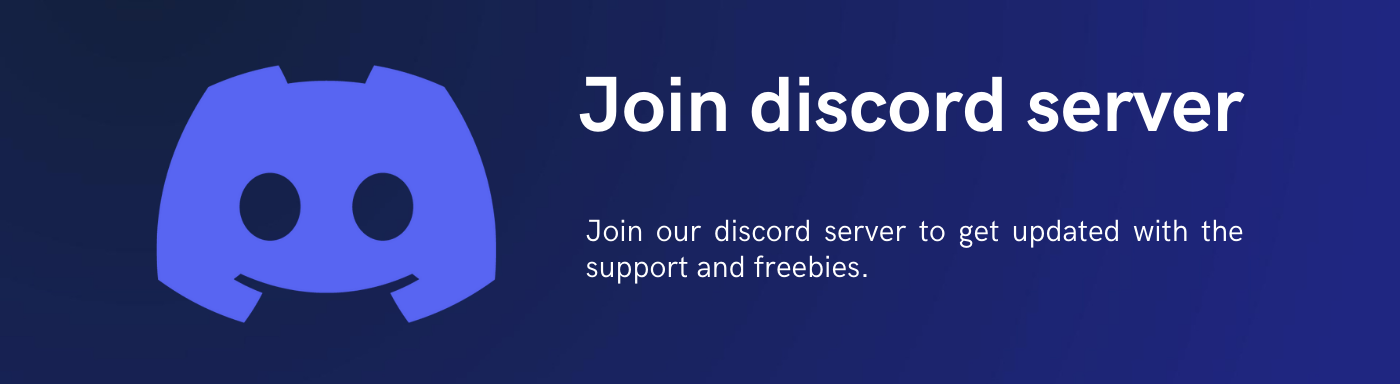 Join discord server
Join our discord server to get updated with the
support and freebies.